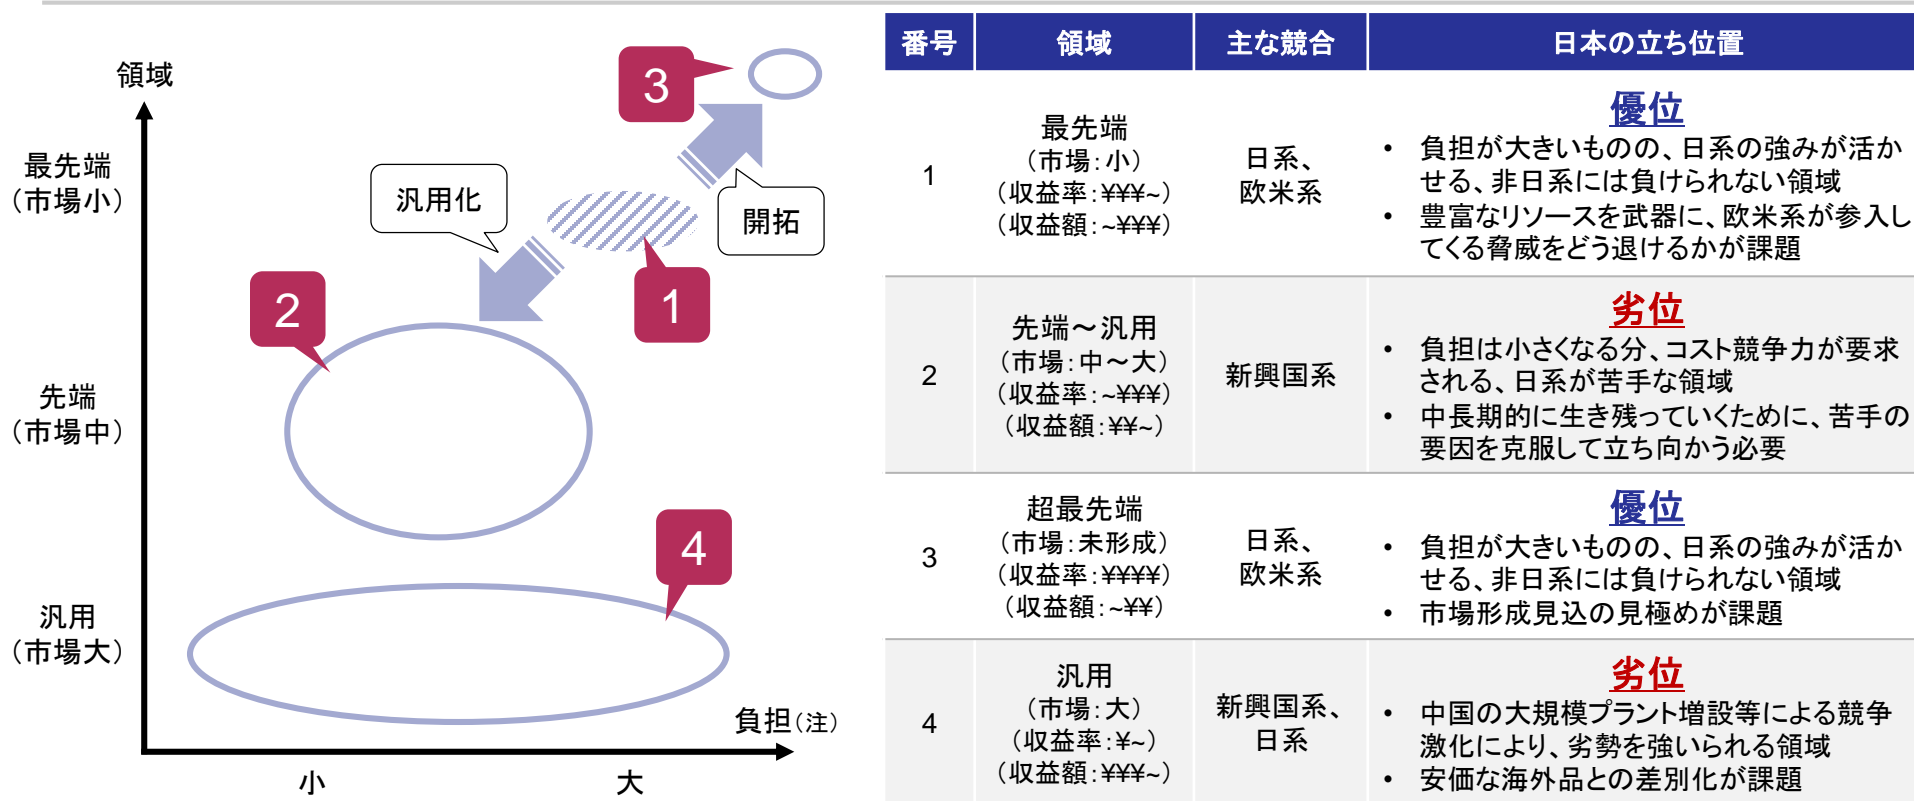 領域
最先端
（市場小）
先端
（市場中）
汎用
（市場大）
3
汎用化
開拓
1
2
4
負担（注）
小
大
番号 領域 主な競合 日本の立ち位置
1
最先端
（市場：小）
（収益率：¥¥¥~）
（収益額：~¥¥¥）
日系、
欧米系
優位
• 負担が大きいものの、日系の強みが活か
せる、非日系には負けられない領域
• 豊富なリソースを武器に、欧米系が参入し
てくる脅威をどう退けるかが課題
2
先端～汎用
（市場：中～大）
（収益率：~¥¥¥）
（収益額：¥¥~）
新興国系
劣位
• 負担は小さくなる分、コスト競争力が要求
される、日系が苦手な領域
• 中長期的に生き残っていくために、苦手の
要因を克服して立ち向かう必要
3
超最先端
（市場：未形成）
（収益率：¥¥¥¥）
（収益額：~¥¥）
日系、
欧米系
優位
• 負担が大きいものの、日系の強みが活か
せる、非日系には負けられない領域
• 市場形成見込の見極めが課題
4
汎用
（市場：大）
（収益率：¥~）
（収益額：¥¥¥~）
新興国系、
日系
劣位
• 中国の大規模プラント増設等による競争
激化により、劣勢を強いられる領域
• 安価な海外品との差別化が課題